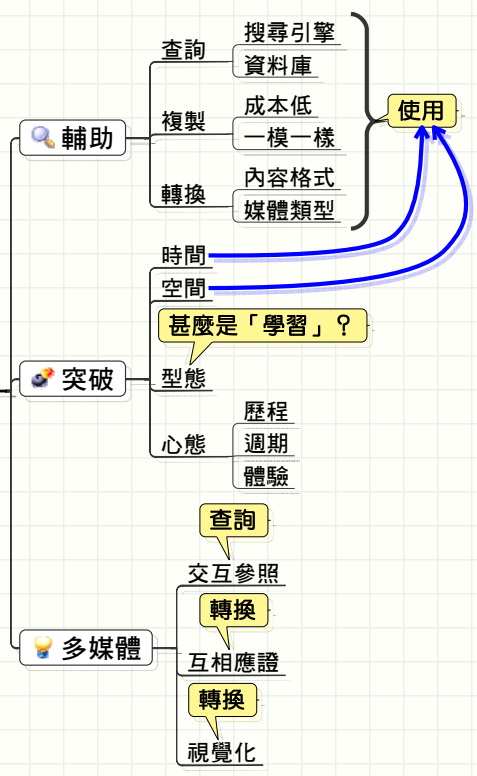 輔助
查詢
搜尋引擎
資料庫
複製
成本低
一模一樣
轉換
內容格式
媒體類型
使用
突破
時間
空間
甚麼是「學習」?
型態
心態
歷程
週期
體驗
多媒體
查詢
交互參照
轉換
互相應證
轉換
視覺化